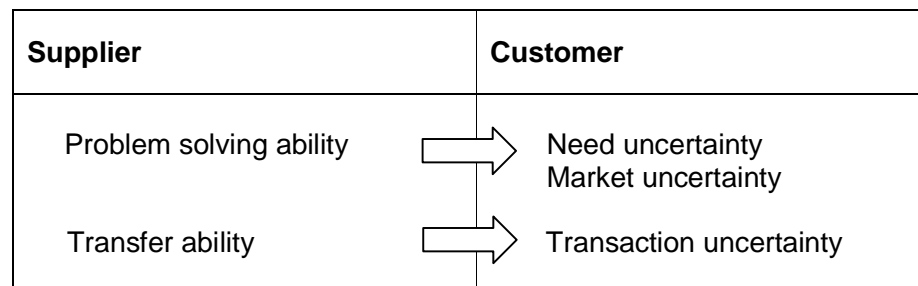 Supplier
Customer
Problem solving ability
Need uncertainty
Market uncertainty
Transfer ability
Transaction uncertainty